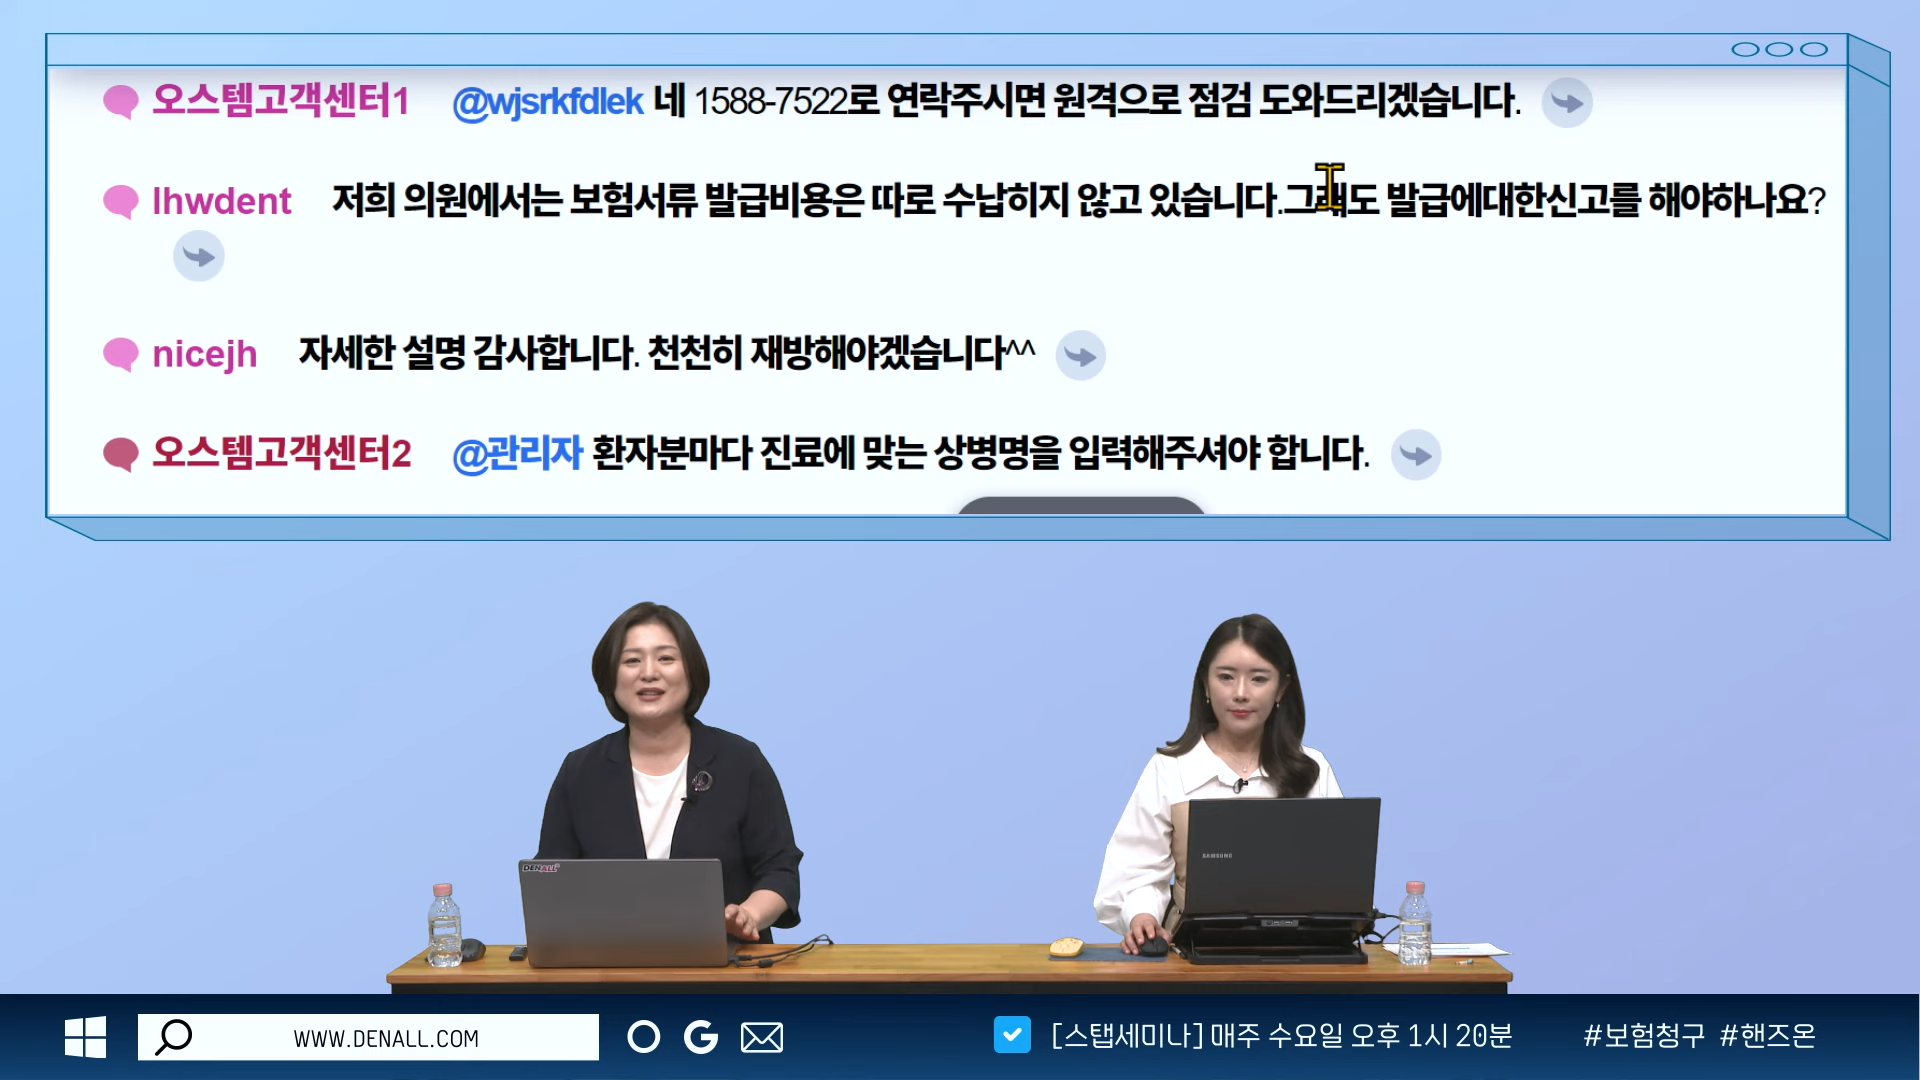 오스템고객센터1 @wjsrkfdlek 네 1588-7522로 연락주시면 원격으로 점검 도와드리겠습니다.
lhwdent 저희 의원에서는 보험서류 발급비용은 따로 수납히지 않고 있습니다.그래도 발급에대한신고를 해야하나요?
nicejh 자세한 설명 감사합니다. 천천히 재방해야겠습니다^^
오스템고객센터2 @관리자 환자분마다 진료에 맞는 상병명을 입력해주셔야 합니다.
DENALL
SAMSUNG
WWW.DENALL.COM
G
[스탭세미나] 매주 수요일 오후 1시 20분
#보험청구 #핸즈온